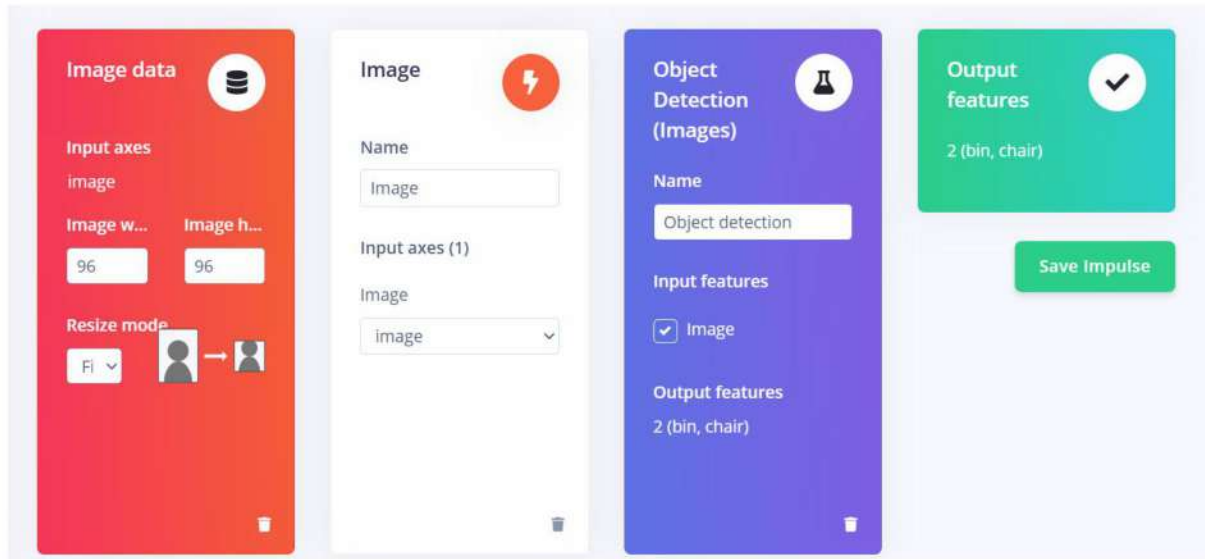 Image data
Input axes
image
Image w...
Image h...
96
96
Resize mode
Fi
Image
Name
Image
Input axes (1)
Image
image
Object
Detection
(Images)
Name
Object detection
Input features
Image
Output features
2 (bin, chair)
Output
features
2 (bin, chair)
Save Impulse